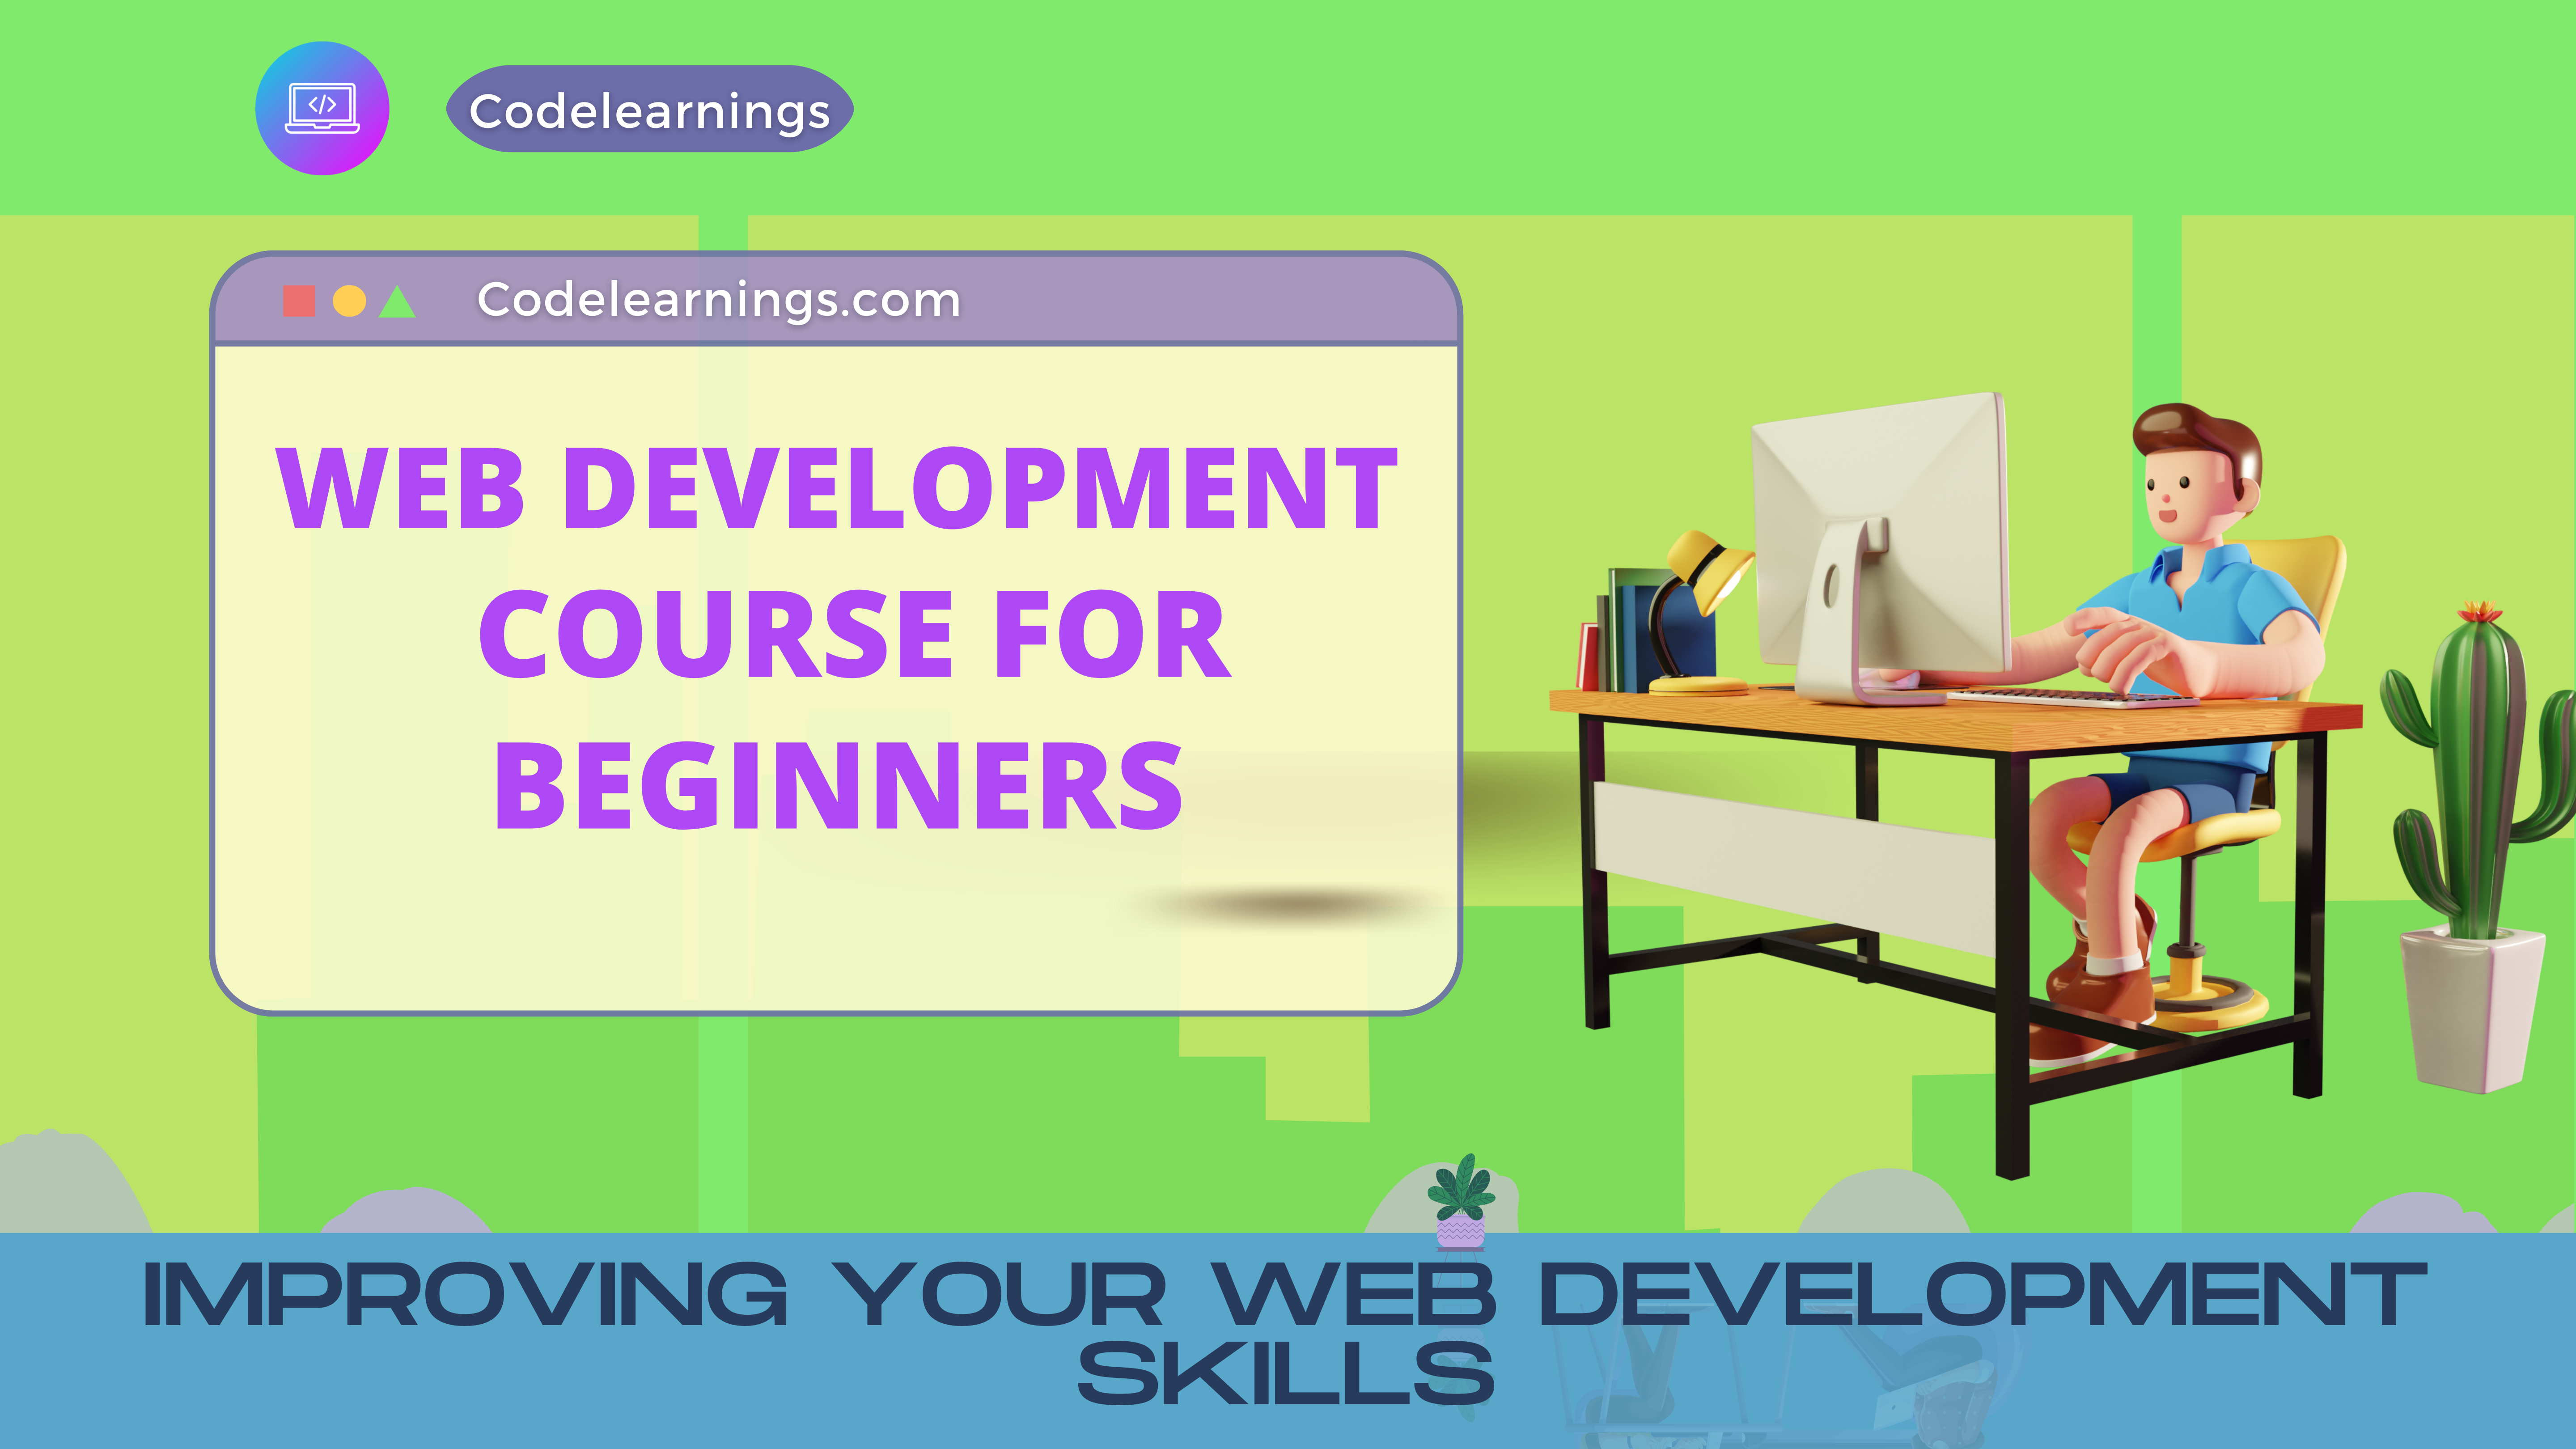 Codelearnings
Codelearnings.com
WEB DEVELOPMENT
COURSE FOR
BEGINNERS
IMPROVING YOUR WEB DEVELOPMENT
SKILLS